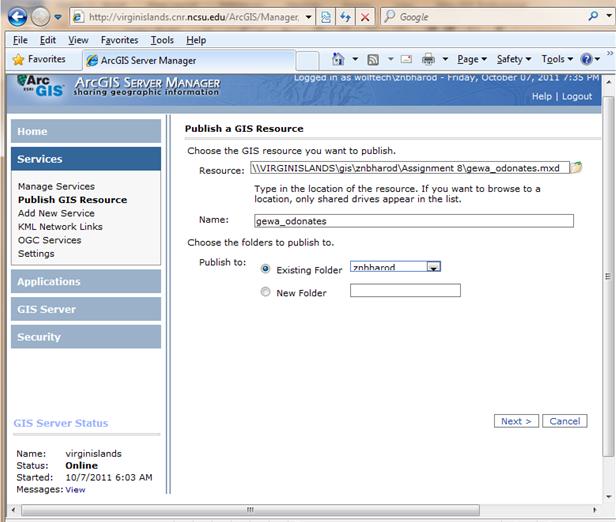 http://virginislands.cnr.ncsu.edu/ArcGIS/Manager,
Google
File Edit View Favorites Tools Help
Favorites ArcGIS Server Manager Page Safety Tools
ESRI ArcGIS ArcGIS Server Manager
sharing geographic information
Logged in as wolftech\znbharod - Friday, October 07, 2011 7:35 PM
Help | Logout
Home
Services
Manage Services
Publish GIS Resource
Add New Service
KML Network Links
OGC Services
Settings
Applications
GIS Server
Security
GIS Server Status
Name: virginislands
Status: Online
Started: 10/7/2011 6:03 AM
Messages: View
Publish a GIS Resource
Choose the GIS resource you want to publish.
Resource: \\VIRGINISLANDS\gis\znbharod\Assignment 8\gewa_odonates.mxd
Type in the location of the resource. If you want to browse to a
location, only shared drives appear in the list.
Name: gewa_odonates
Choose the folders to publish to.
Publish to: Existing Folder znbharod
New Folder
Next > Cancel